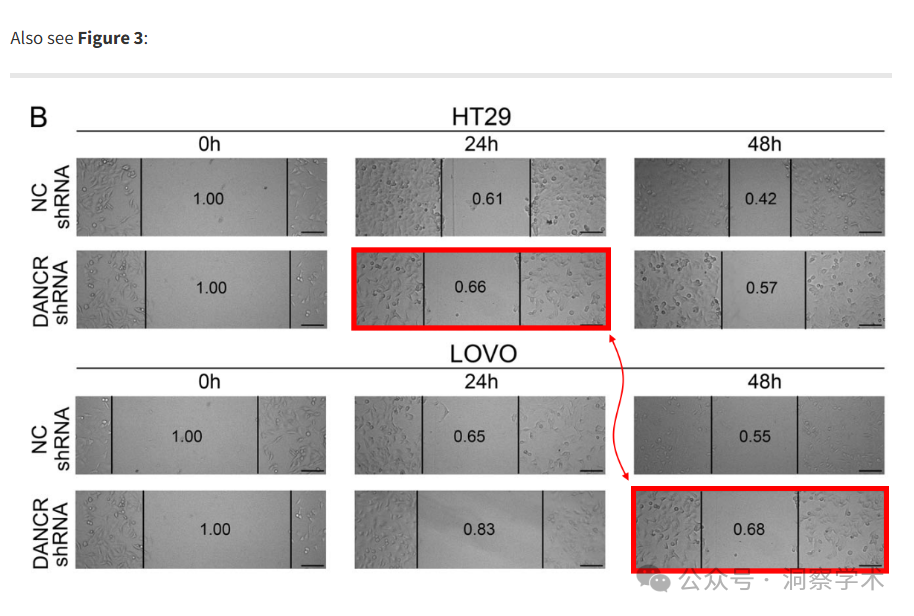 Also see Figure 3:
B
HT29
0h 24h 48h
NC shRNA
1.00 0.61 0.42
DANCR shRNA
1.00 0.66 0.57
LOVO
0h 24h 48h
NC shRNA
1.00 0.65 0.55
DANCR shRNA
1.00 0.83 0.68
公众号 · 洞察学术